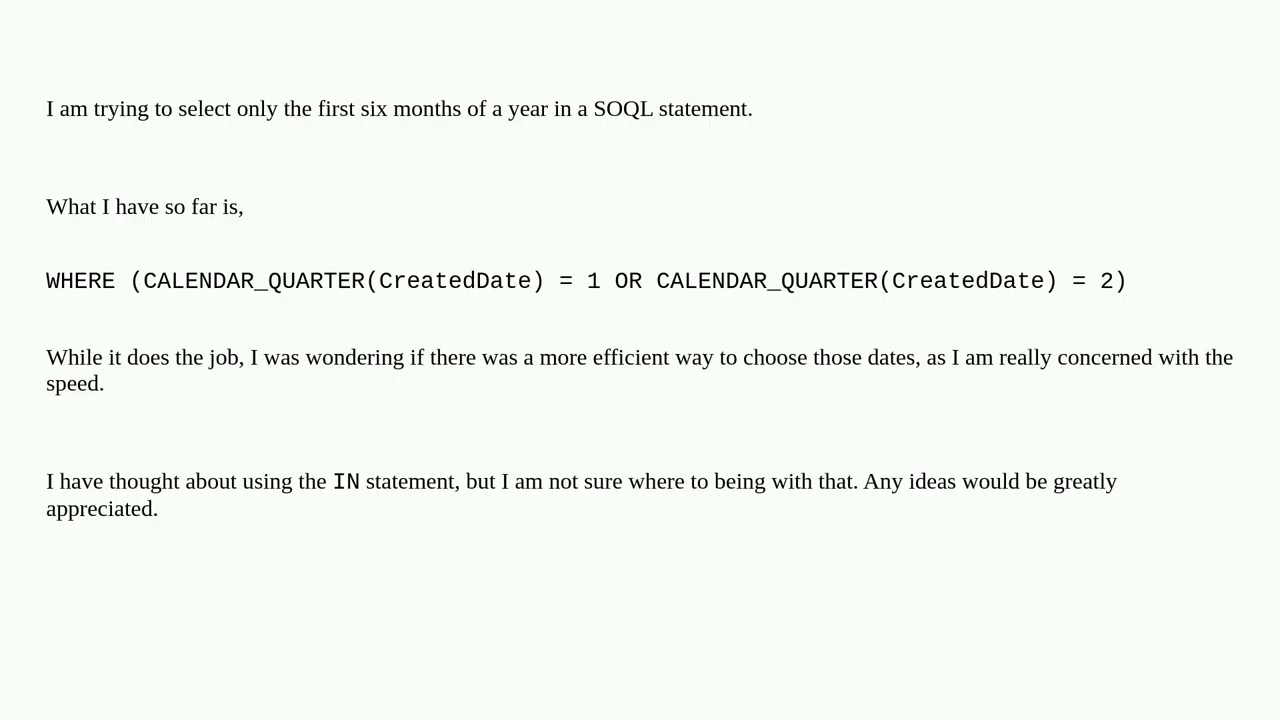 I am trying to select only the first six months of a year in a SOQL statement.
What I have so far is,
WHERE (CALENDAR_QUARTER(CreatedDate) = 1 OR CALENDAR_QUARTER(CreatedDate) = 2)
While it does the job, I was wondering if there was a more efficient way to choose those dates, as I am really concerned with the
speed.
I have thought about using the IN statement, but I am not sure where to being with that. Any ideas would be greatly
appreciated.